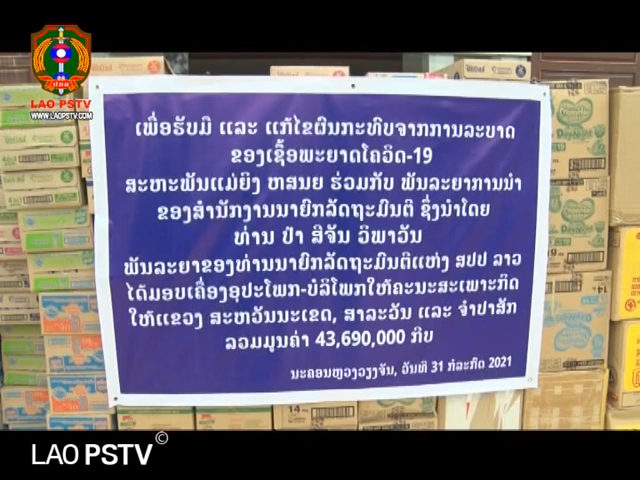 LAO PSTV
WWW.LAOPSTV.COM
ເພື່ອຮັບມື ແລະ ແກ້ໄຂຜົນກະທົບຈາກການລະບາດ
ຂອງເຊື້ອພະຍາດໂຄວິດ-19
ສະຫະພັນແມ່ຍິງ ຫສນຍ ຮ່ວມກັບ ພັນລະຍາການນໍາ
ຂອງສໍານັກງານນາຍົກລັດຖະມົນຕີ ຊຶ່ງນໍາໂດຍ
ທ່ານ ປ້າ ສີຈັນ ວິພາວັນ
ພັນລະຍາຂອງທ່ານນາຍົກລັດຖະມົນຕີແຫ່ງ ສປປ ລາວ
ໄດ້ມອບເຄື່ອງອຸປະໂພກ-ບໍລິໂພກໃຫ້ຄະນະສະເພາະກິດ
ໃຫ້ແຂວງ ສະຫວັນນະເຂດ, ສາລະວັນ ແລະ ຈໍາປາສັກ
ລວມມູນຄ່າ 43,690,000 ກີບ
ນະຄອນຫຼວງວຽງຈັນ, ວັນທີ 31 ກໍລະກົດ 2021
LAO PSTV©